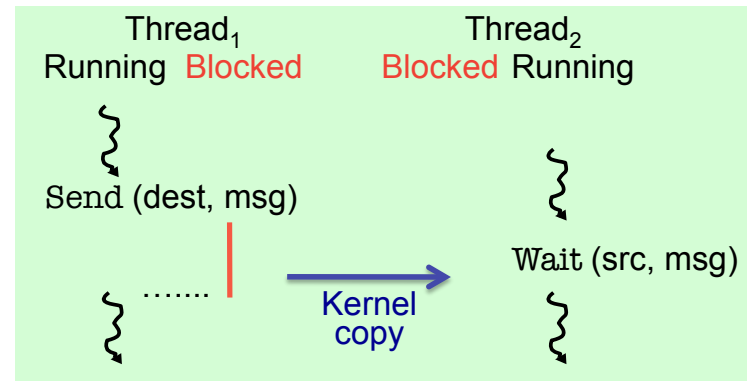 Thread₁ Thread₂
Running Blocked Blocked Running
Send (dest, msg)
Wait (src, msg)
.......
Kernel
copy